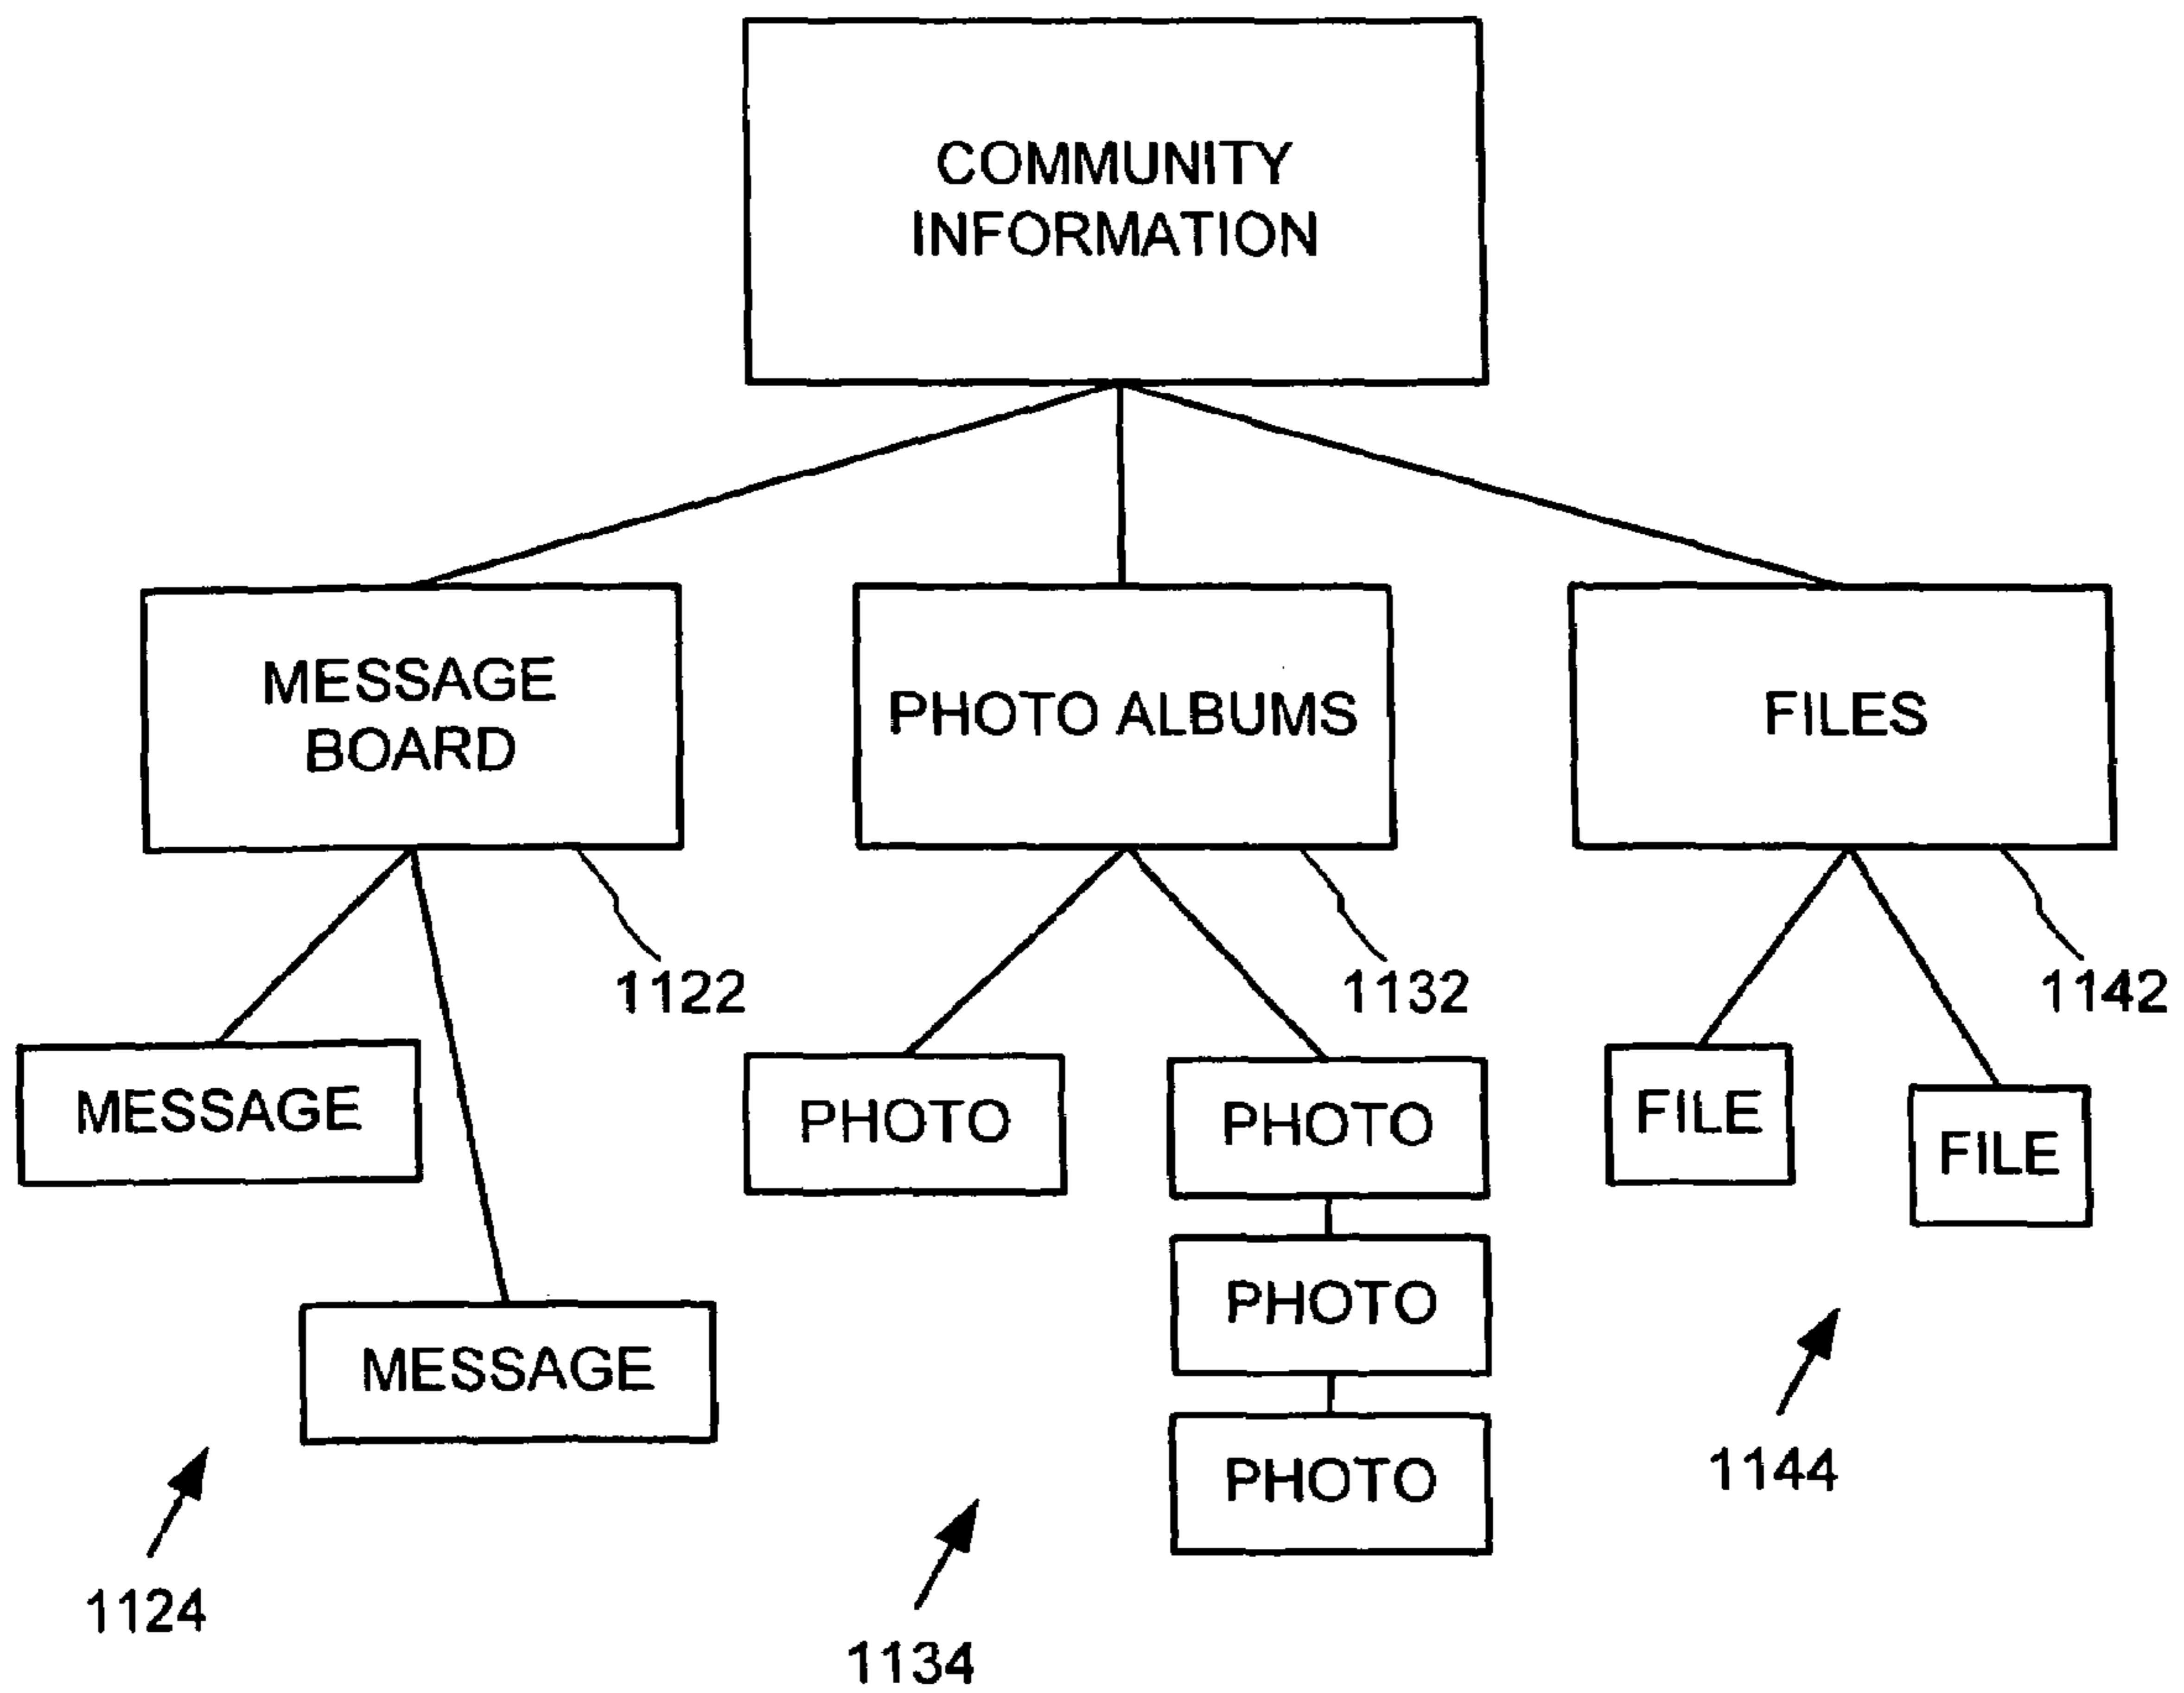 COMMUNITY
INFORMATION
MESSAGE
BOARD
PHOTO ALBUMS
FILES
1122
1132
1142
MESSAGE
PHOTO
PHOTO
FILE
FILE
PHOTO
MESSAGE
PHOTO
1144
1124
1134